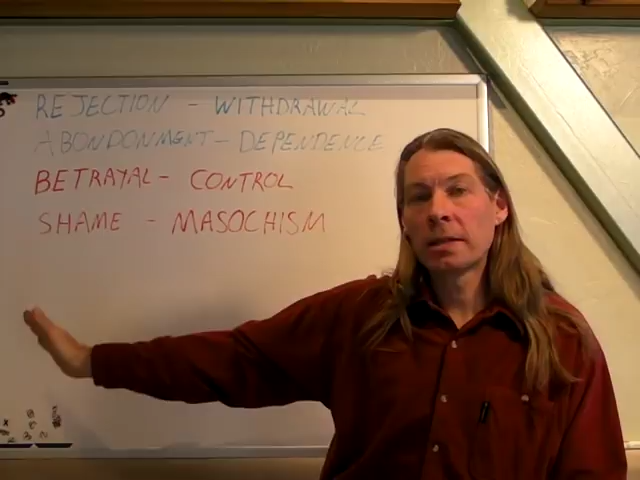 REJECTION - WITHDRAWAL
ABONDONMENT - DEPENDENCE
BETRAYAL - CONTROL
SHAME - MASOCHISM